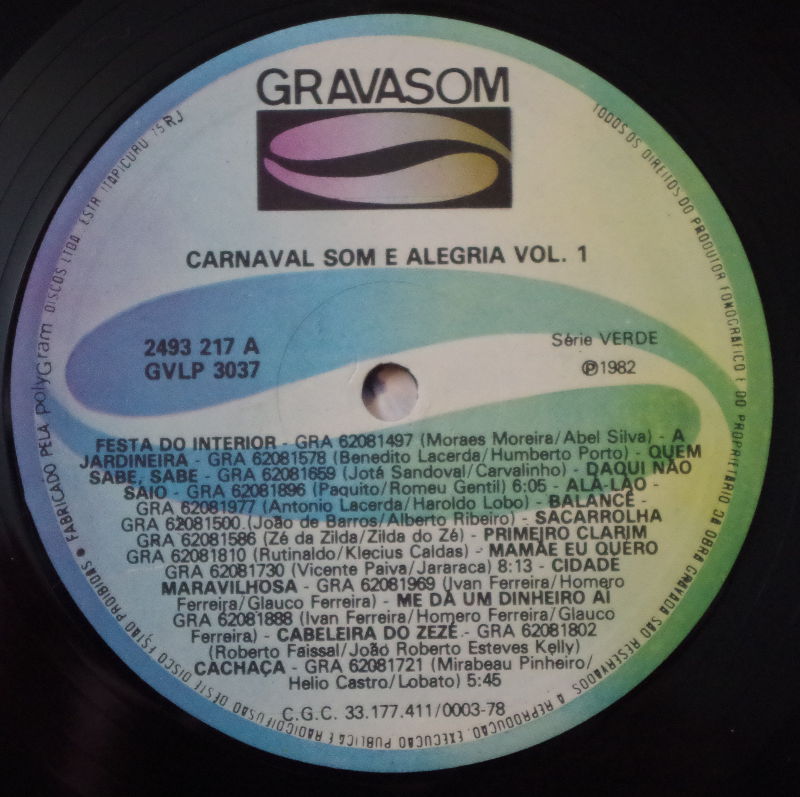 GRAVASOM
CARNAVAL SOM E ALEGRIA VOL. 1
2493 217 A
GVLP 3037
Série VERDE
℗1982
FESTA DO INTERIOR - GRA 62081497 (Moraes Moreira/Abel Silva) - A
JARDINEIRA - GRA 62081578 (Benedito Lacerda/Humberto Porto) - QUEM
SABE, SABE - GRA 62081659 (Jotá Sandoval/Carvalinho) - DAQUI NÃO
SAIO - GRA 62081896 (Paquito/Romeu Gentil) 6:05 - ALÁ-LAO -
GRA 62081977 (Antonio Lacerda/Haroldo Lobo) - BALANCÊ -
GRA 62081500 (João de Barros/Alberto Ribeiro) - SACARROLHA
GRA 62081586 (Zé da Zilda/Zilda do Zé) - PRIMEIRO CLARIM
GRA 62081810 (Rutinaldo/Klecius Caldas) - MAMÃE EU QUERO
GRA 62081730 (Vicente Paiva/Jararaca) 8:13 - CIDADE
MARAVILHOSA - GRA 62081969 (Ivan Ferreira/Homero
Ferreira/Glauco Ferreira) - ME DÁ UM DINHEIRO AÍ
GRA 62081888 (Ivan Ferreira/Homero Ferreira/Glauco
Ferreira) - CABELEIRA DO ZEZÉ - GRA 62081802
(Roberto Faissal/João Roberto Esteves Kelly)
CACHAÇA - GRA 62081721 (Mirabeau Pinheiro/
Helio Castro/Lobato) 5:45
C.G.C. 33.177.411/0003-78
• FABRICADO PELA polyGram DISCOS LTDA. ESTR ITAPICURU 75 RJ
TODOS OS DIREITOS DO PRODUTOR FONOGRÁFICO E DO PROPRIETÁRIO DA OBRA GRAVADA SÃO RESERVADOS A REPRODUÇÃO, EXECUÇÃO PÚBLICA E RADIODIFUSÃO DESTE DISCO ESTÃO PROIBIDAS